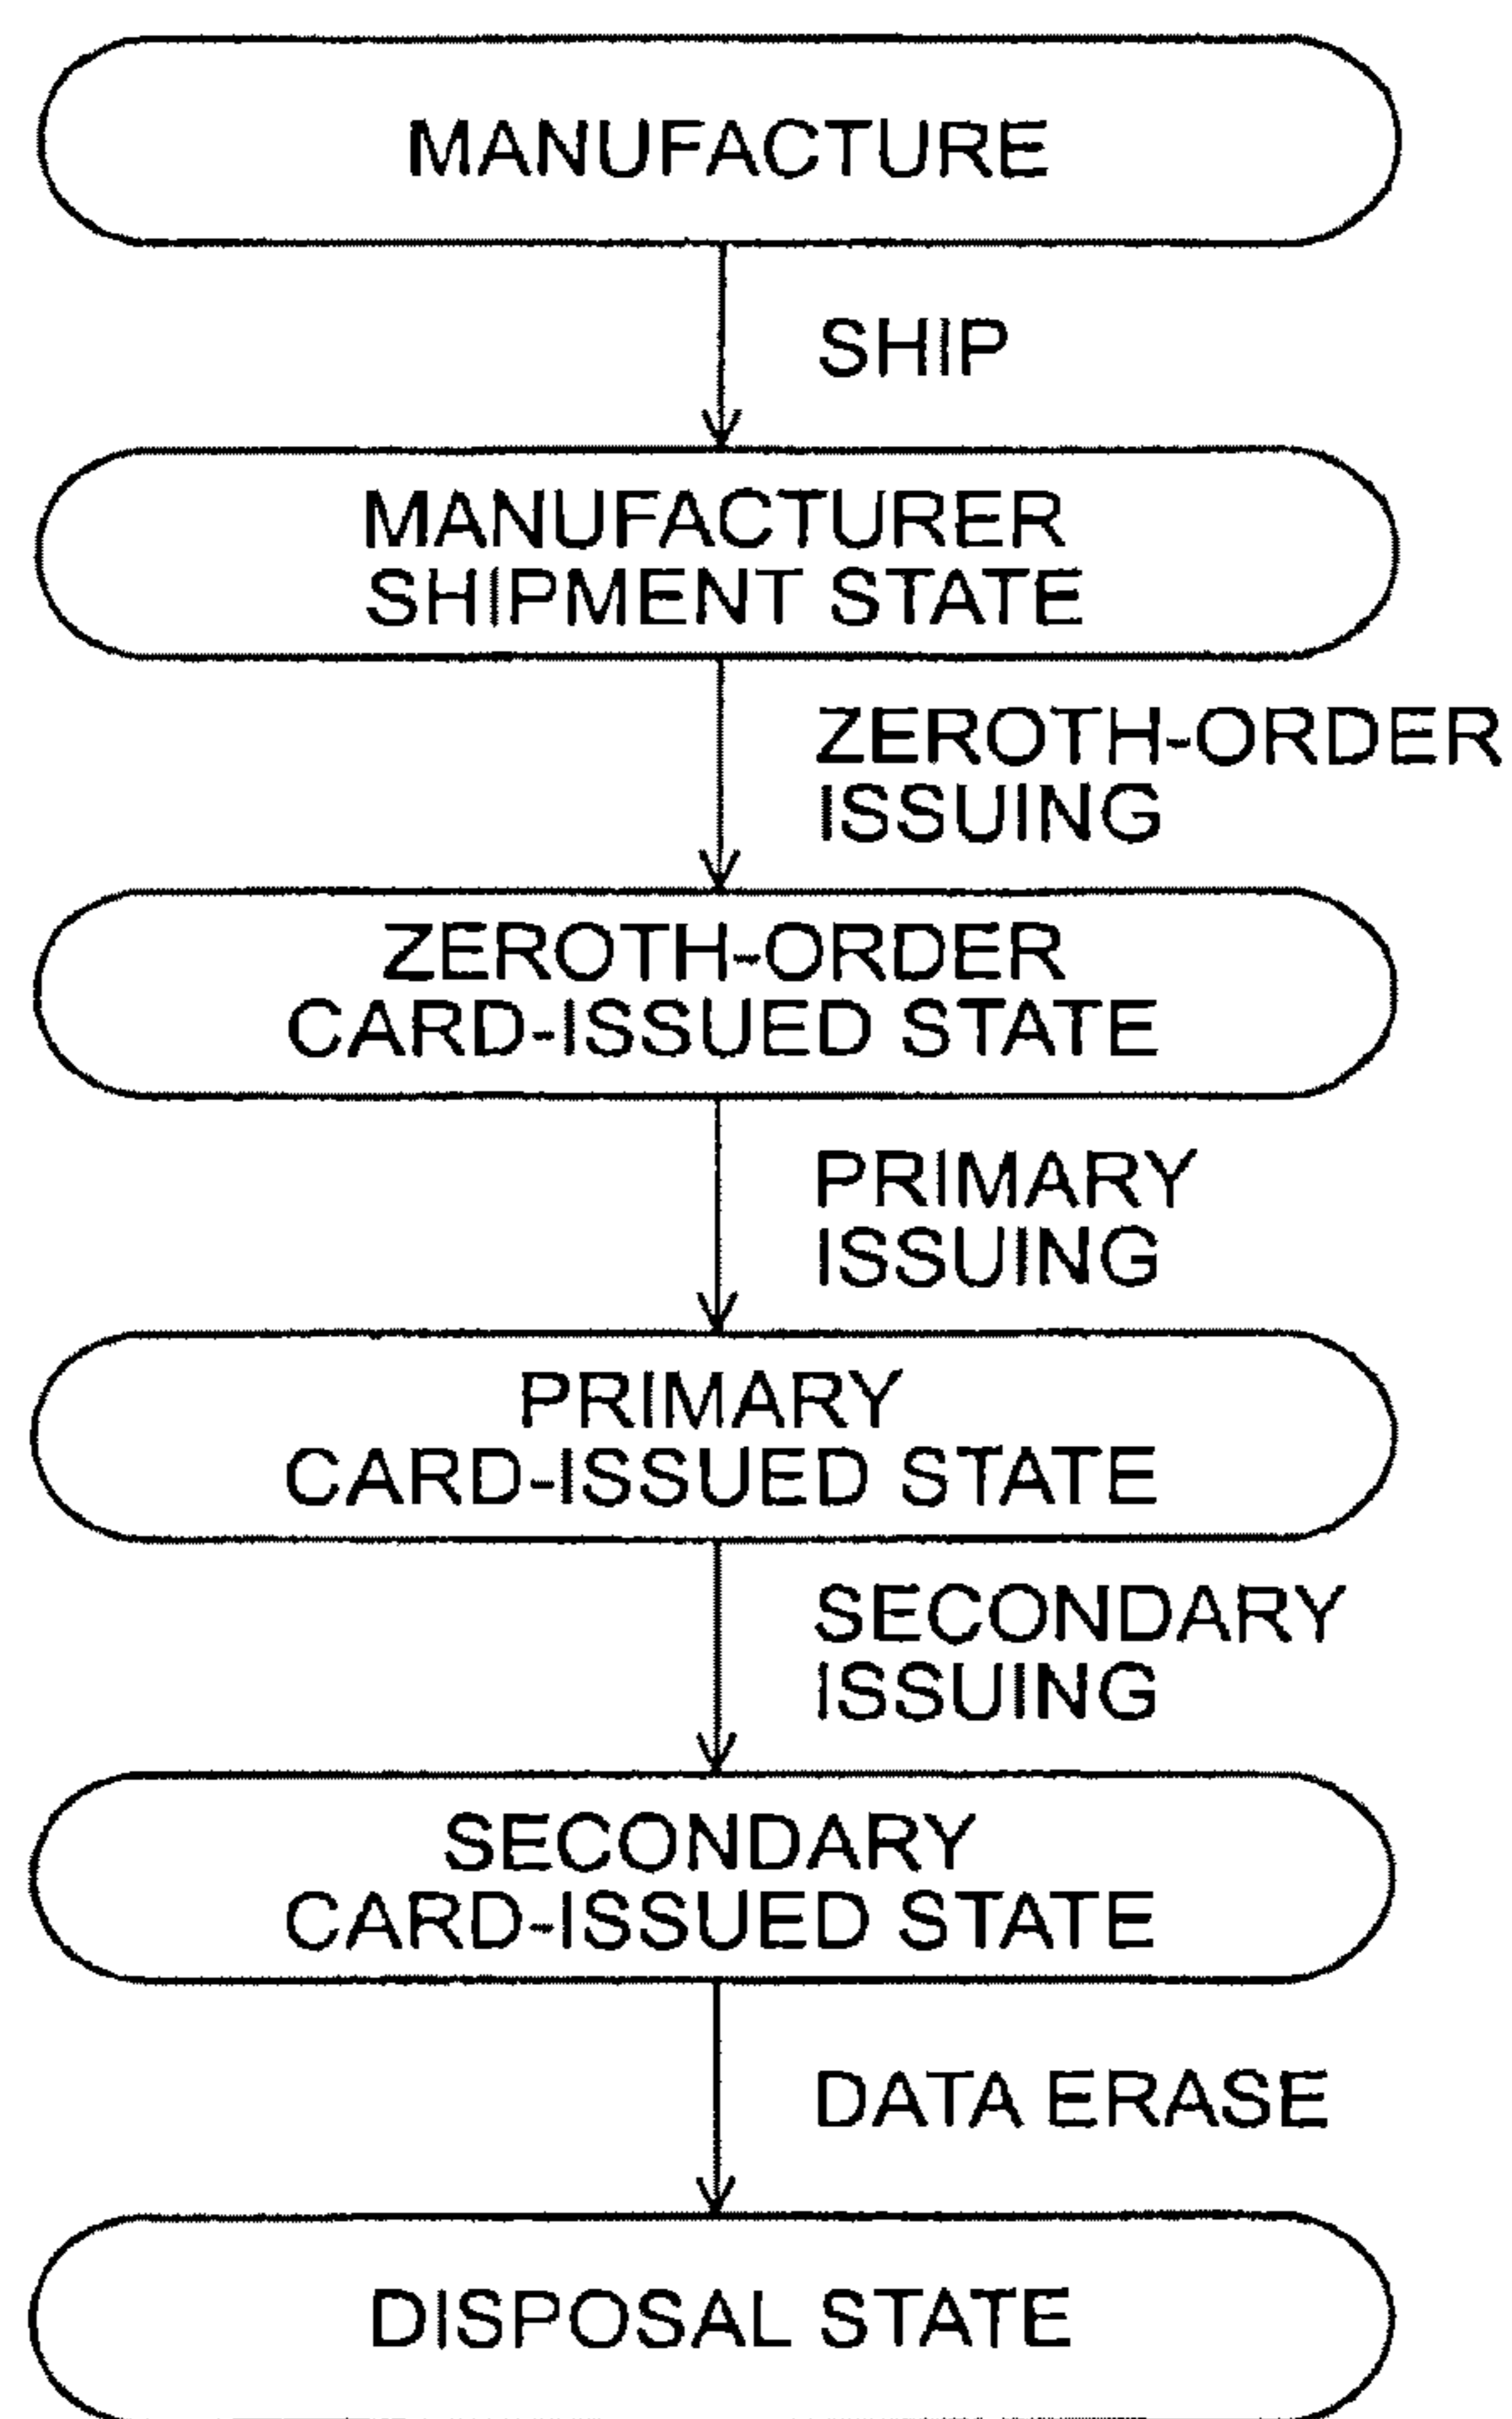 MANUFACTURE
SHIP
MANUFACTURER
SHIPMENT STATE
ZEROTH-ORDER
ISSUING
ZEROTH-ORDER
CARD-ISSUED STATE
PRIMARY
ISSUING
PRIMARY
CARD-ISSUED STATE
SECONDARY
ISSUING
SECONDARY
CARD-ISSUED STATE
DATA ERASE
DISPOSAL STATE